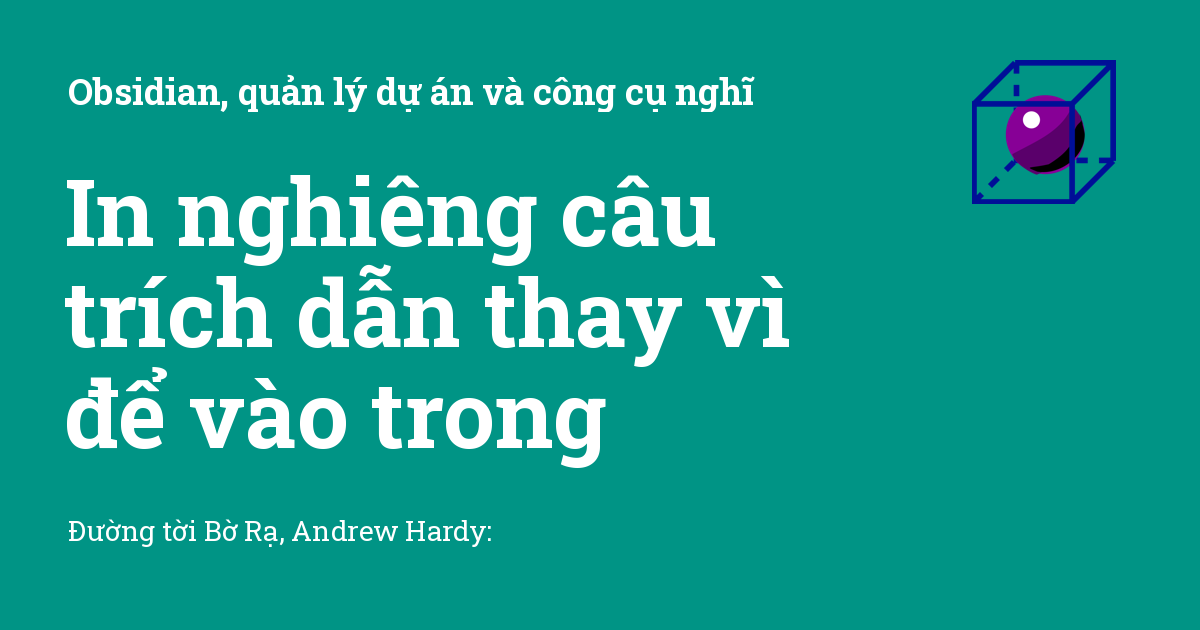 Obsidian, quản lý dự án và công cụ nghĩ
In nghiêng câu
trích dẫn thay vì
để vào trong
Đường tời Bờ Rạ, Andrew Hardy: